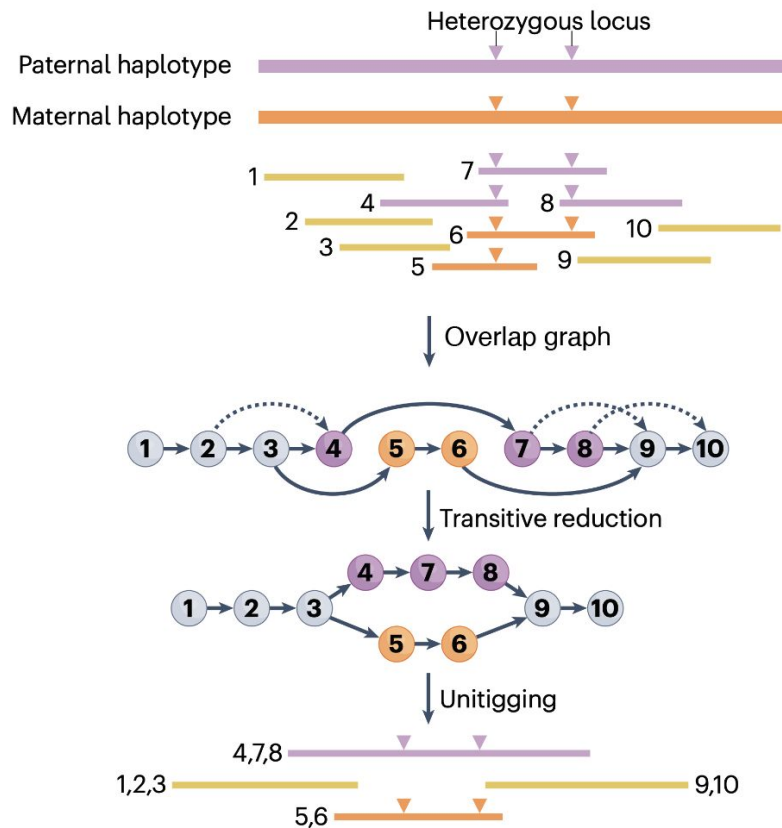 Heterozygous locus
Paternal haplotype
Maternal haplotype
7
1
4
8
2
10
6
3
9
5
Overlap graph
1 2 3 4 5 6 7 8 9 10
Transitive reduction
4 7 8
1 2 3 9 10
5 6
Unitigging
4,7,8
1,2,3 9,10
5,6